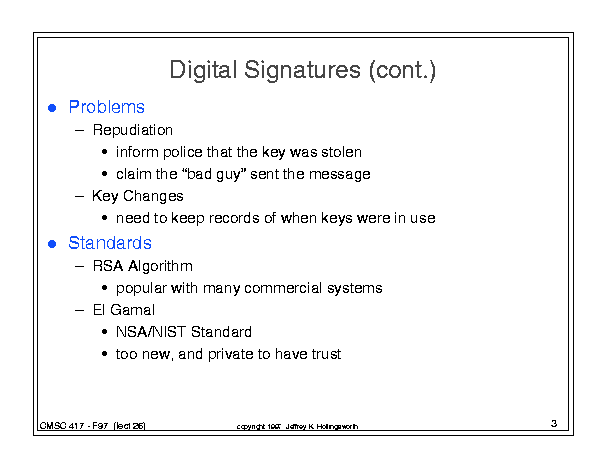 Digital Signatures (cont.)
● Problems
– Repudiation
• inform police that the key was stolen
• claim the “bad guy” sent the message
– Key Changes
• need to keep records of when keys were in use
● Standards
– RSA Algorithm
• popular with many commercial systems
– El Gamal
• NSA/NIST Standard
• too new, and private to have trust
CMSC 417 - F97 (lect 26)
copyright 1997 Jeffrey K. Hollingsworth
3